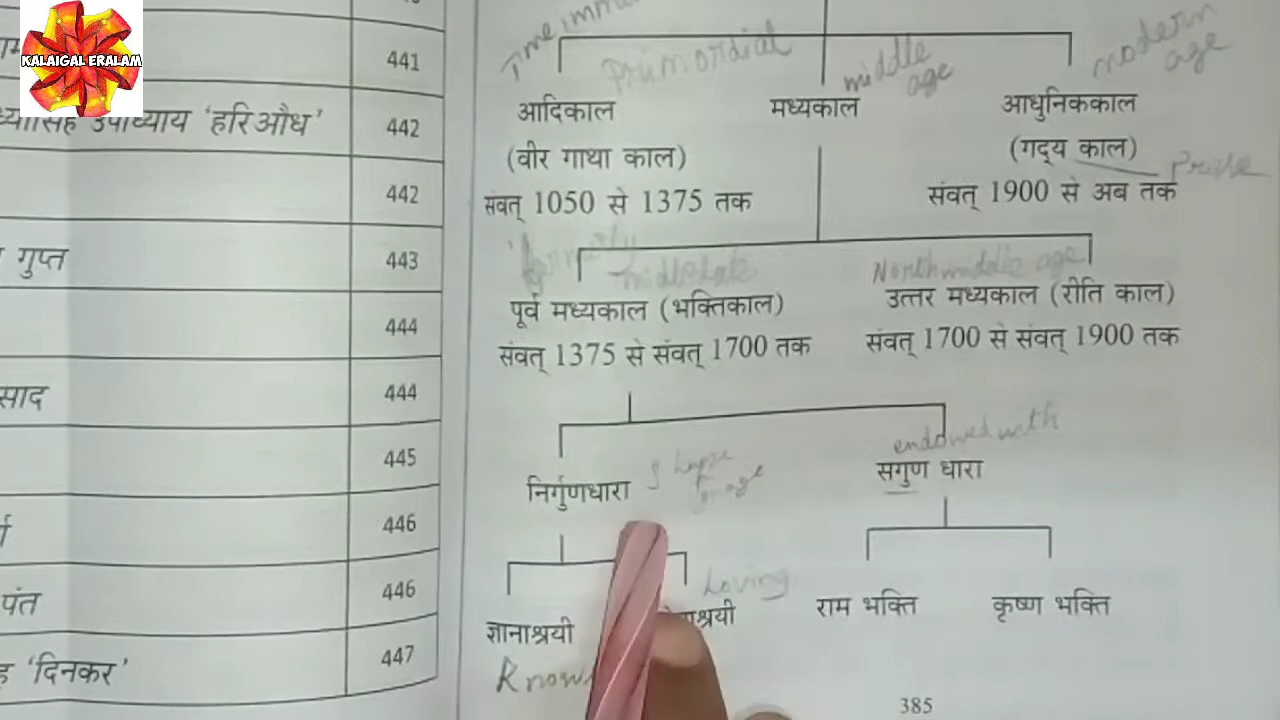 KALAIGAL ERALAM
441
उपाध्याय 'हरिऔध' 442
442
गुप्त 443
444
444
445
446
पंत 446
'दिनकर' 447
Primordial
middle age
modern age
आदिकाल मध्यकाल आधुनिककाल
(वीर गाथा काल) (गद्य काल)
संवत् 1050 से 1375 तक संवत् 1900 से अब तक
middle age
पूर्व मध्यकाल (भक्तिकाल) उत्तर मध्यकाल (रीति काल)
संवत् 1375 से संवत् 1700 तक संवत् 1700 से संवत् 1900 तक
endowed with
निर्गुणधारा सगुण धारा
Loving
ज्ञानाश्रयी राम भक्ति कृष्ण भक्ति
385